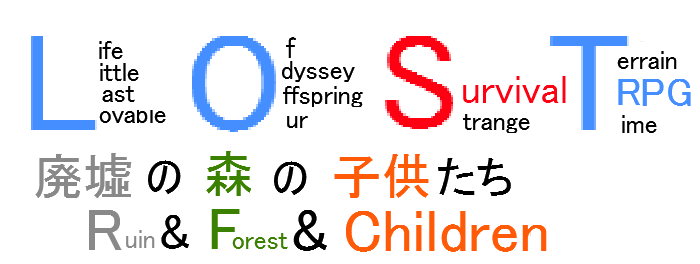 L ife ittle ast ovable O f dyssey ffspring ur S urvival trange T errain RPG ime
廃墟の森の子供たち
Ruin & Forest & Children